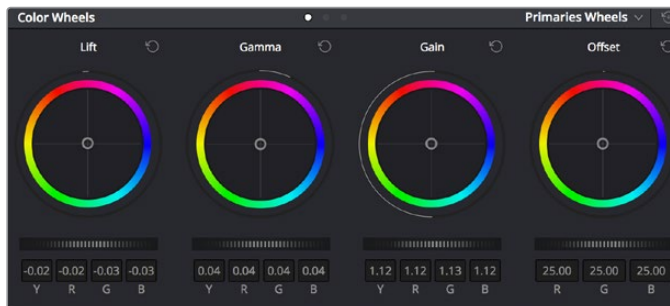 Color Wheels Primaries Wheels
Lift Gamma Gain Offset
-0.02 -0.02 -0.03 -0.03 0.04 0.04 0.04 0.04 1.12 1.12 1.13 1.12 25.00 25.00 25.00
Y R G B Y R G B Y R G B R G B